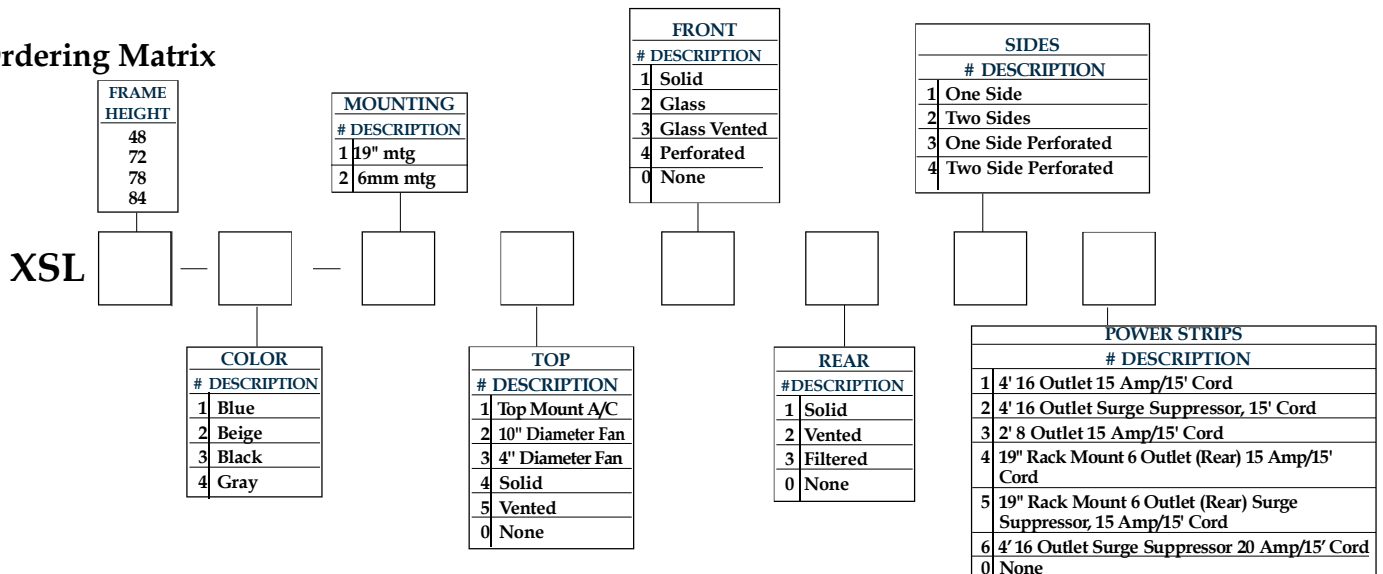 rdering Matrix
FRAME
HEIGHT
48
72
78
84
MOUNTING
# DESCRIPTION
1 19" mtg
2 6mm mtg
FRONT
# DESCRIPTION
1 Solid
2 Glass
3 Glass Vented
4 Perforated
0 None
SIDES
# DESCRIPTION
1 One Side
2 Two Sides
3 One Side Perforated
4 Two Side Perforated
XSL — —
COLOR
# DESCRIPTION
1 Blue
2 Beige
3 Black
4 Gray
TOP
# DESCRIPTION
1 Top Mount A/C
2 10" Diameter Fan
3 4" Diameter Fan
4 Solid
5 Vented
0 None
REAR
#DESCRIPTION
1 Solid
2 Vented
3 Filtered
0 None
POWER STRIPS
# DESCRIPTION
1 4' 16 Outlet 15 Amp/15' Cord
2 4' 16 Outlet Surge Suppressor, 15' Cord
3 2' 8 Outlet 15 Amp/15' Cord
4 19" Rack Mount 6 Outlet (Rear) 15 Amp/15'
Cord
5 19" Rack Mount 6 Outlet (Rear) Surge
Suppressor, 15 Amp/15' Cord
6 4′ 16 Outlet Surge Suppressor 20 Amp/15′ Cord
0 None